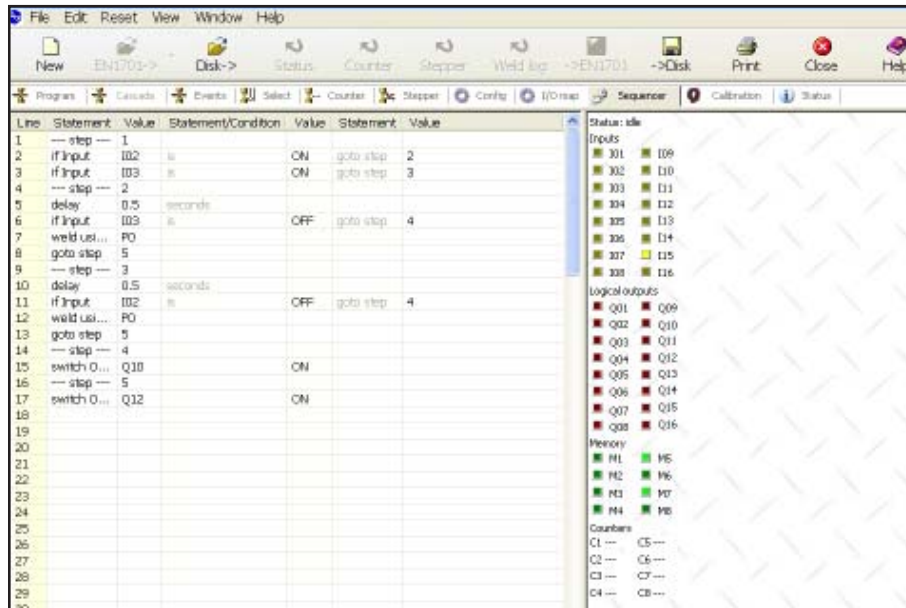 File Edit Reset View Window Help
New EN1701-> Disk-> Status Counter Stepper Weld log ->EN1701 ->Disk Print Close Help
Program Cascade Events Select Counter Stepper Config I/O map Sequencer Calibration Status
Line Statement Value Statement/Condition Value Statement Value
1 --- step --- 1
2 if Input I02 is ON goto step 2
3 if Input I03 is ON goto step 3
4 --- step --- 2
5 delay 0.5 seconds
6 if Input I03 is OFF goto step 4
7 weld usi... P0
8 goto step 5
9 --- step --- 3
10 delay 0.5 seconds
11 if Input I02 is OFF goto step 4
12 weld usi... P0
13 goto step 5
14 --- step --- 4
15 switch O... Q10 ON
16 --- step --- 5
17 switch O... Q12 ON
18
19
20
21
22
23
24
25
26
27
28
29
30
Status: idle
Inputs
I01 I09
I02 I10
I03 I11
I04 I12
I05 I13
I06 I14
I07 I15
I08 I16
Logical outputs
Q01 Q09
Q02 Q10
Q03 Q11
Q04 Q12
Q05 Q13
Q06 Q14
Q07 Q15
Q08 Q16
Memory
M1 M5
M2 M6
M3 M7
M4 M8
Counters
C1 --- C5 ---
C2 --- C6 ---
C3 --- C7 ---
C4 --- C8 ---